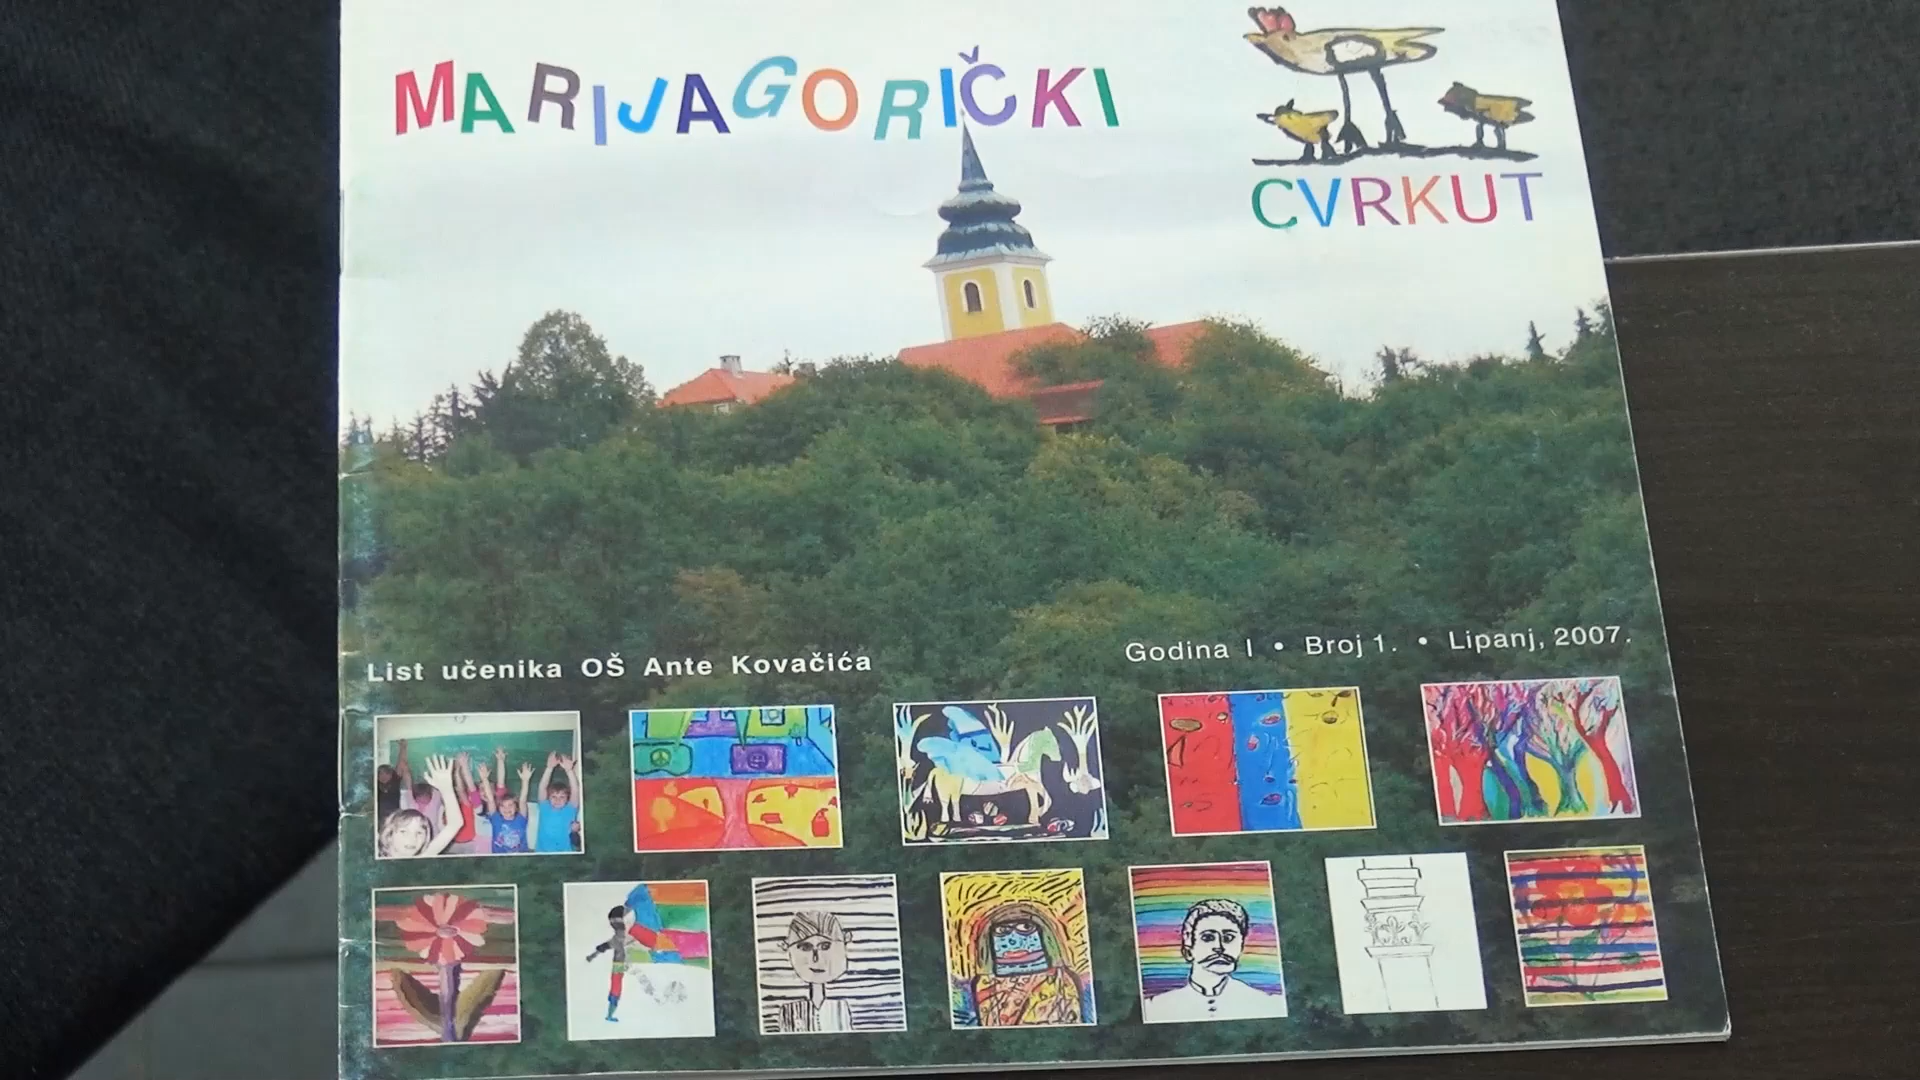 MARIJAGORIČKI
CVRKUT
List učenika OŠ Ante Kovačića
Godina I • Broj 1. • Lipanj, 2007.